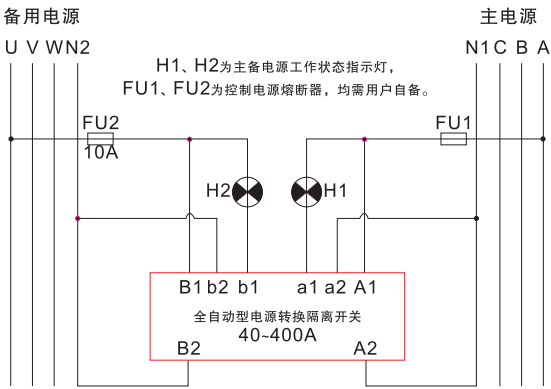 备用电源 主电源
U V W N2 N1 C B A
H1、H2为主备电源工作状态指示灯，
FU1、FU2为控制电源熔断器，均需用户自备。
FU2 FU1
10A
H2 H1
B1 b2 b1 a1 a2 A1
全自动型电源转换隔离开关
40~400A
B2 A2